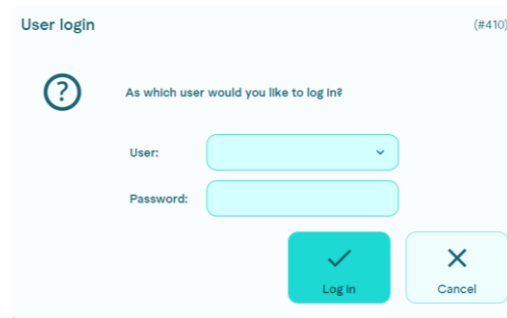 User login (#410)
?
As which user would you like to log in?
User:
Password:
Log in Cancel